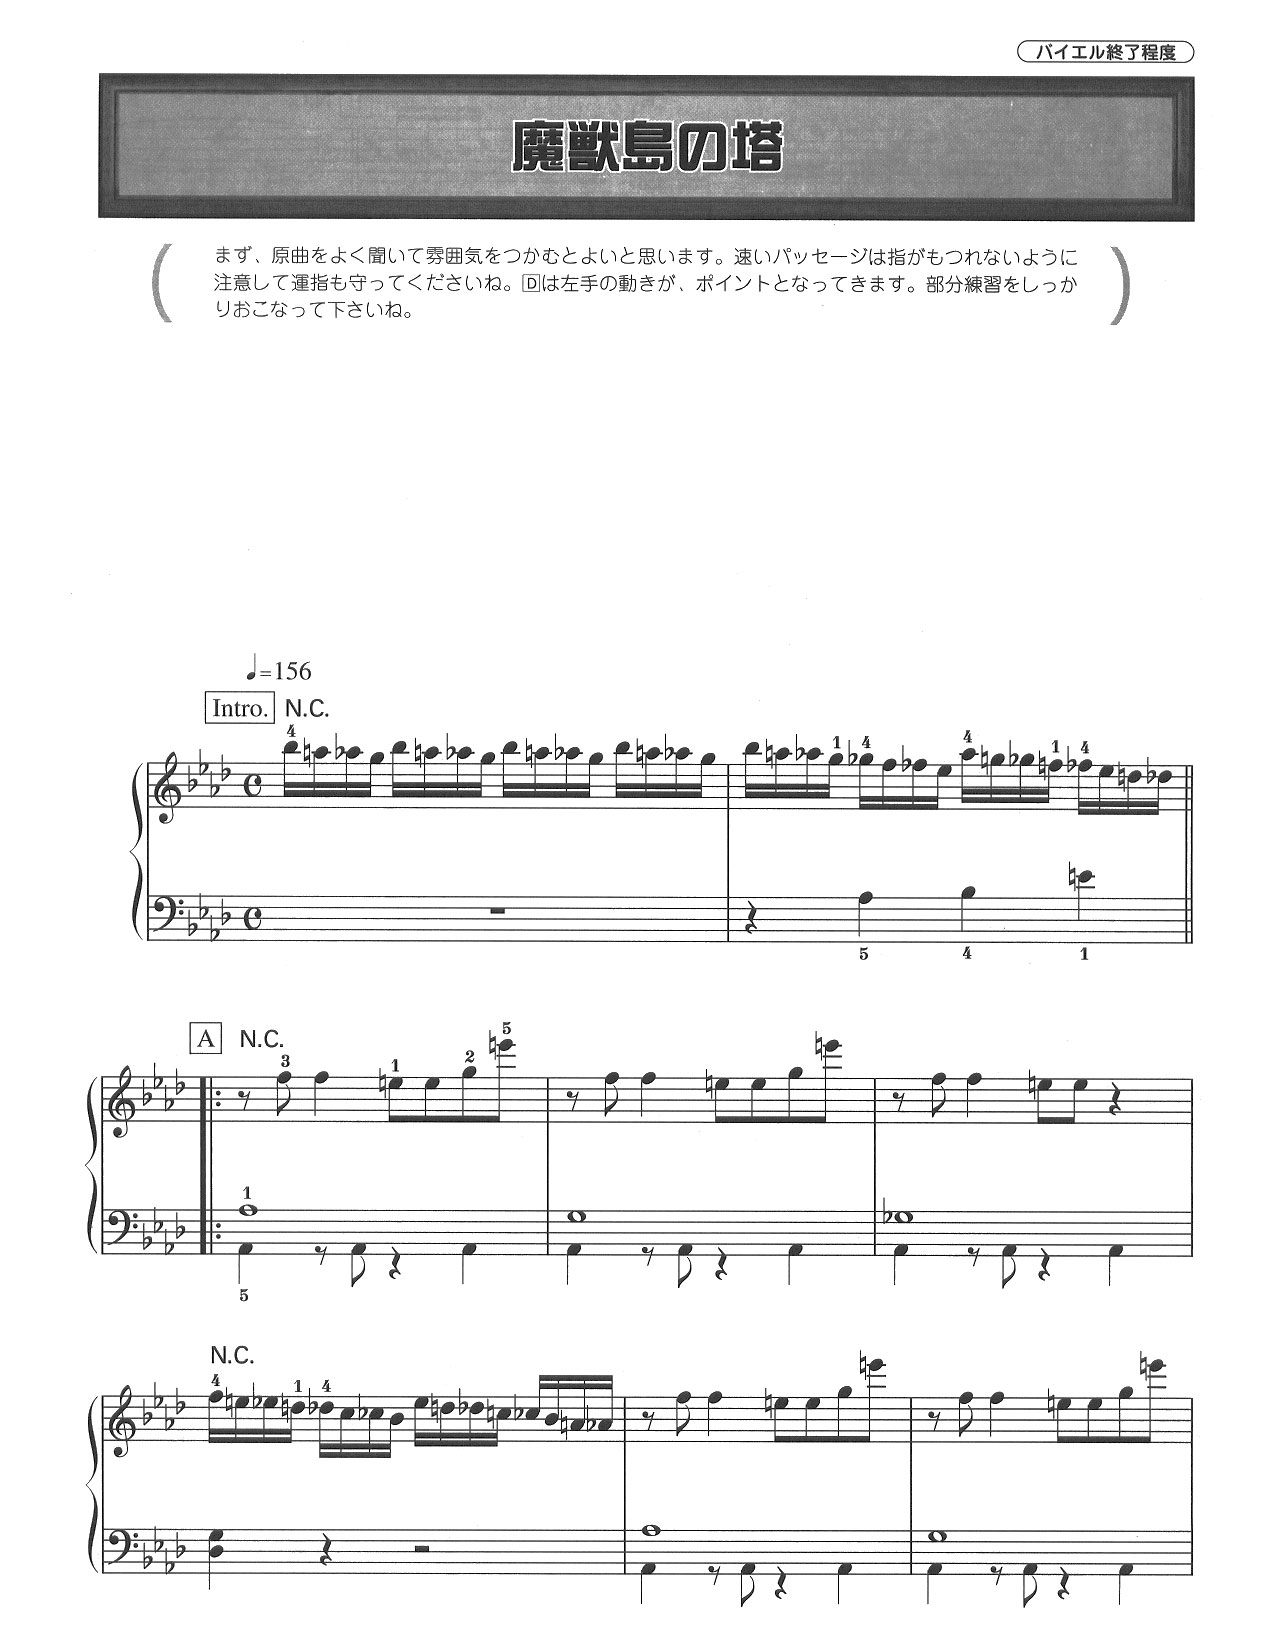 バイエル終了程度
魔獣島の塔
まず、原曲をよく聞いて雰囲気をつかむとよいと思います。速いパッセージは指がもつれないように
注意して運指も守ってくださいね。Dは左手の動きが、ポイントとなってきます。部分練習をしっか
りおこなって下さいね。
♩=156
Intro. N.C.
4 1 4 4 1 4
5 4 1
A N.C.
3 1 2 5
1
5
N.C.
4 1 4